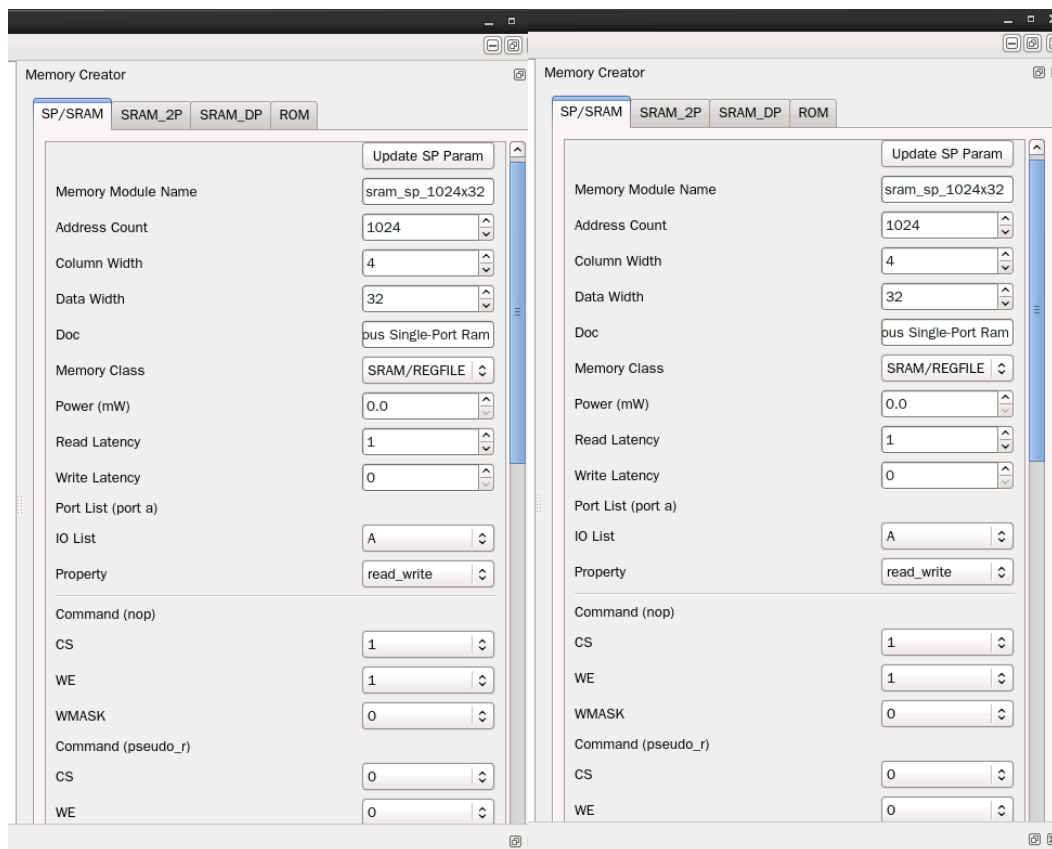 Memory Creator
SP/SRAM SRAM_2P SRAM_DP ROM
Update SP Param
Memory Module Name sram_sp_1024x32
Address Count 1024
Column Width 4
Data Width 32
Doc ous Single-Port Ram
Memory Class SRAM/REGFILE
Power (mW) 0.0
Read Latency 1
Write Latency 0
Port List (port a)
IO List A
Property read_write
Command (nop)
CS 1
WE 1
WMASK 0
Command (pseudo_r)
CS 0
WE 0
Memory Creator
SP/SRAM SRAM_2P SRAM_DP ROM
Update SP Param
Memory Module Name sram_sp_1024x32
Address Count 1024
Column Width 4
Data Width 32
Doc ous Single-Port Ram
Memory Class SRAM/REGFILE
Power (mW) 0.0
Read Latency 1
Write Latency 0
Port List (port a)
IO List A
Property read_write
Command (nop)
CS 1
WE 1
WMASK 0
Command (pseudo_r)
CS 0
WE 0